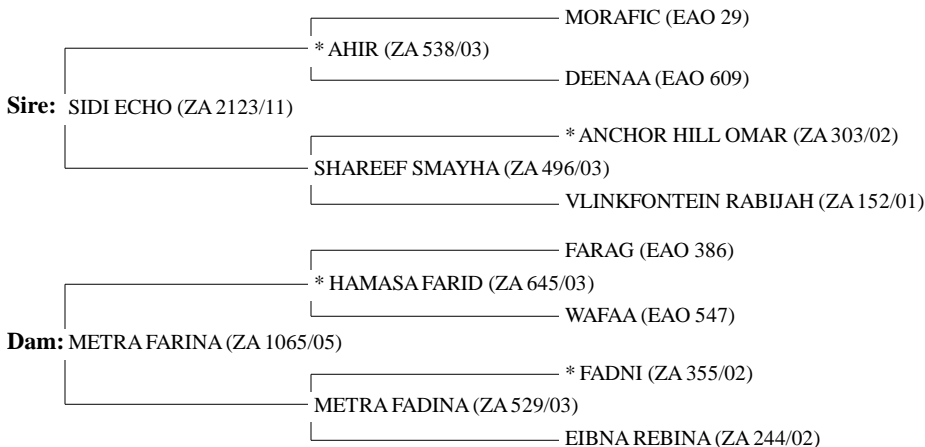 MORAFIC (EAO 29)
* AHIR (ZA 538/03)
DEENAA (EAO 609)
Sire: SIDI ECHO (ZA 2123/11)
* ANCHOR HILL OMAR (ZA 303/02)
SHAREEF SMAYHA (ZA 496/03)
VLINKFONTEIN RABIJAH (ZA 152/01)
FARAG (EAO 386)
* HAMASA FARID (ZA 645/03)
WAFAA (EAO 547)
Dam: METRA FARINA (ZA 1065/05)
* FADNI (ZA 355/02)
METRA FADINA (ZA 529/03)
EIBNA REBINA (ZA 244/02)